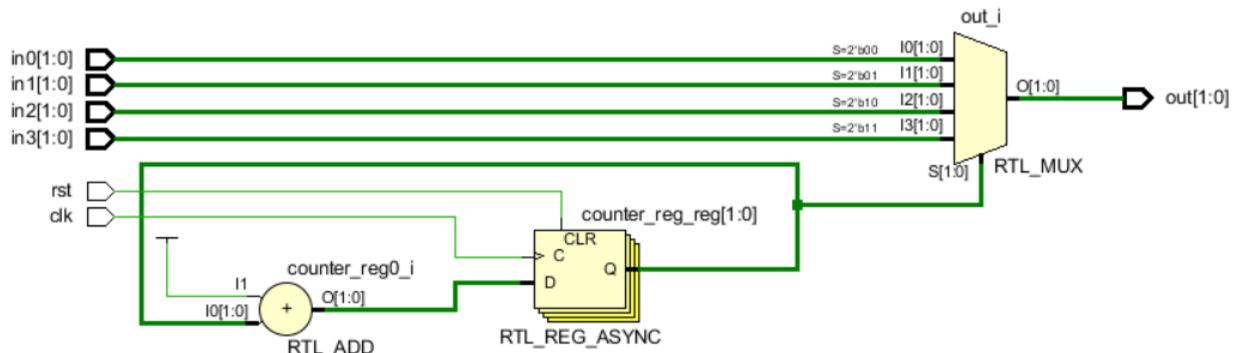 out_i
in0[1:0]
S=2'b00
I0[1:0]
in1[1:0]
S=2'b01
I1[1:0]
O[1:0]
out[1:0]
in2[1:0]
S=2'b10
I2[1:0]
in3[1:0]
S=2'b11
I3[1:0]
S[1:0]
RTL_MUX
rst
clk
counter_reg_reg[1:0]
CLR
C
Q
D
counter_reg0_i
I1
I0[1:0]
+
O[1:0]
RTL_ADD
RTL_REG_ASYNC